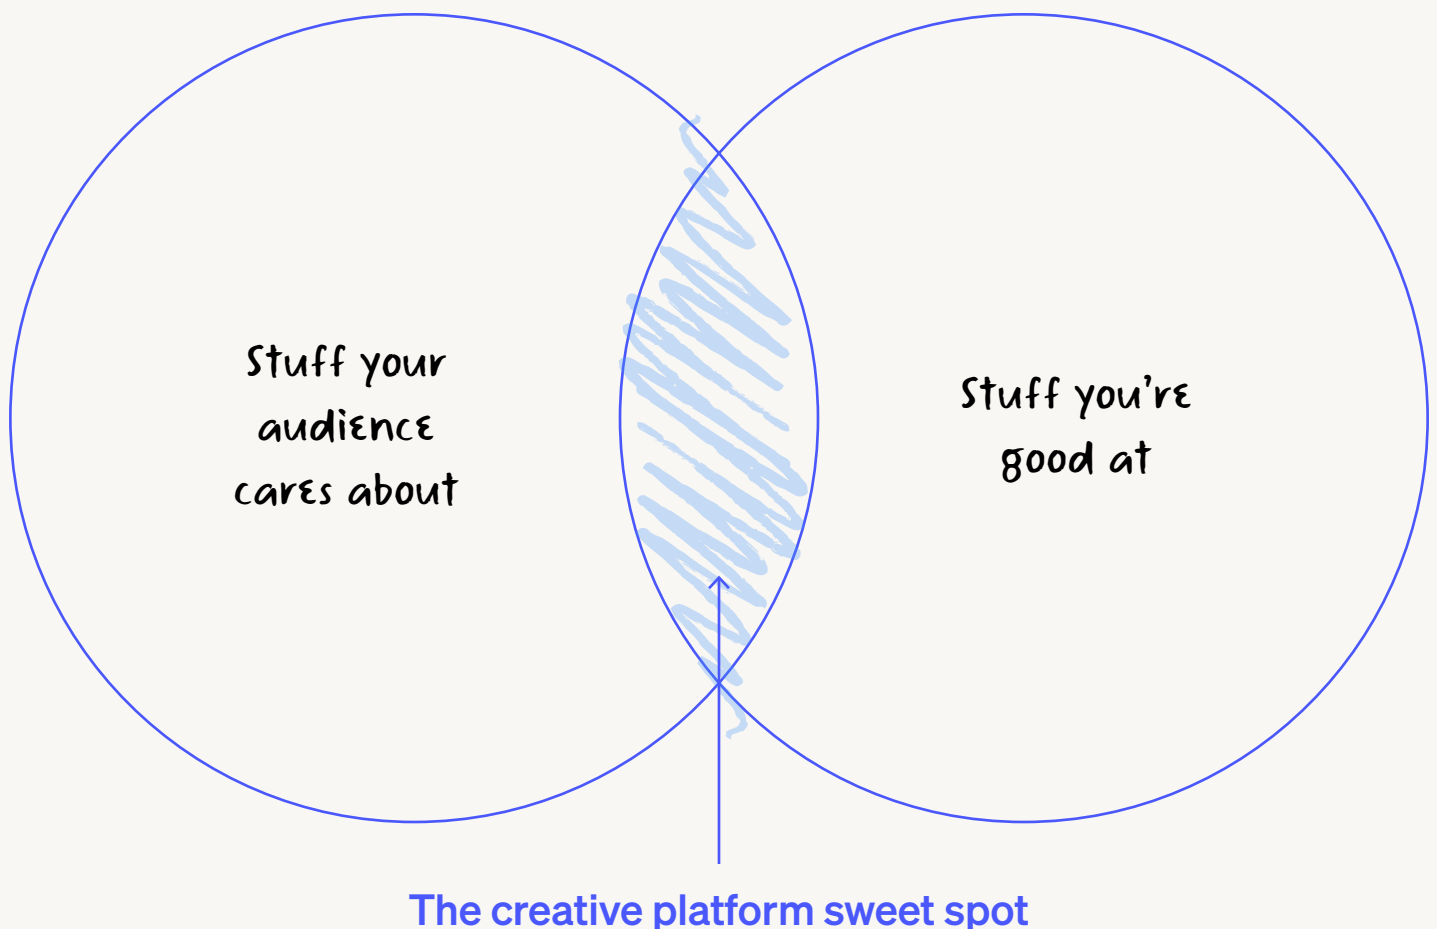 Stuff your
audience
cares about
Stuff you're
good at
The creative platform sweet spot